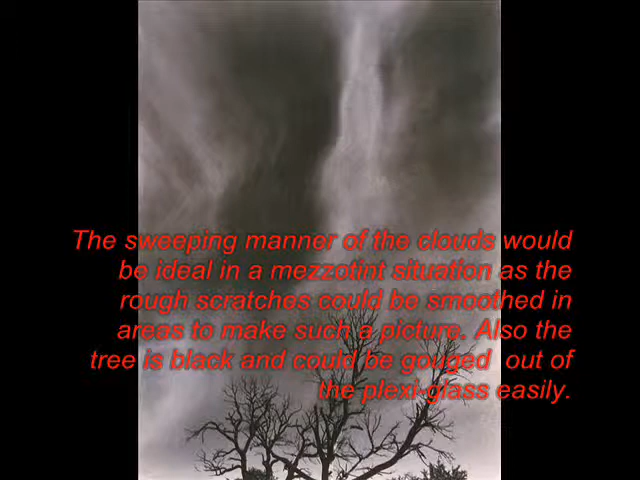 The sweeping manner of the clouds would
be ideal in a mezzotint situation as the
rough scratches could be smoothed in
areas to make such a picture. Also the
tree is black and could be gouged  out of
the plexi-glass easily.